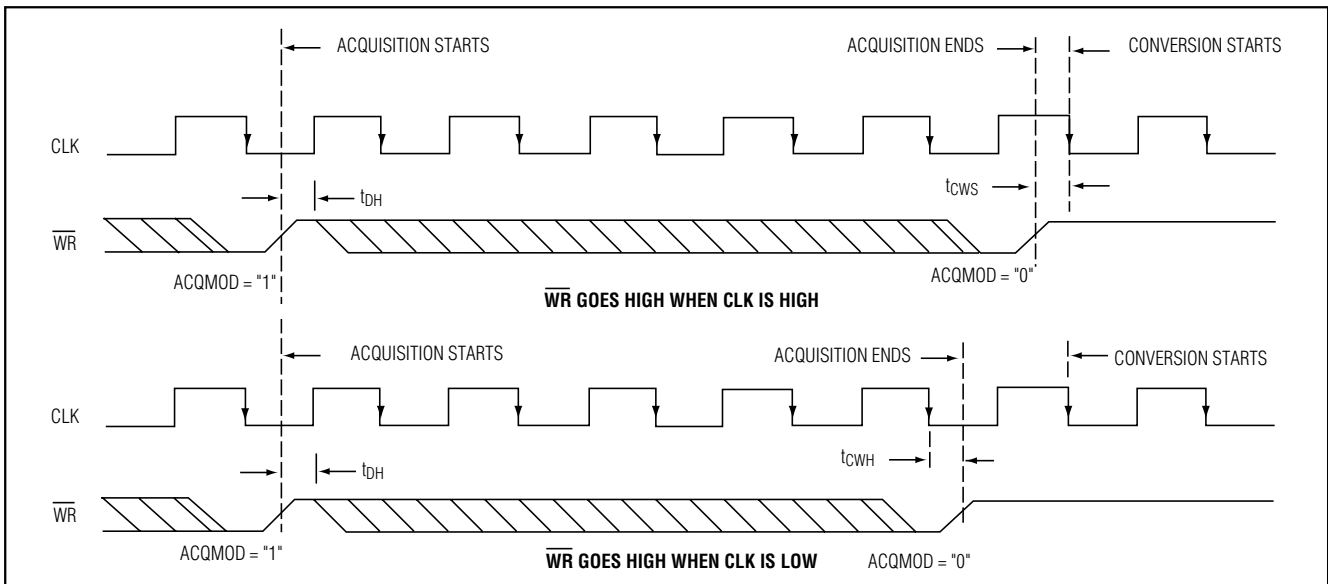 ACQUISITION STARTS
ACQUISITION ENDS
CONVERSION STARTS
CLK
tCWS
tDH
WR
ACQMOD = "1"
ACQMOD = "0"
WR GOES HIGH WHEN CLK IS HIGH
ACQUISITION STARTS
ACQUISITION ENDS
CONVERSION STARTS
CLK
tCWH
tDH
WR
ACQMOD = "1"
WR GOES HIGH WHEN CLK IS LOW
ACQMOD = "0"